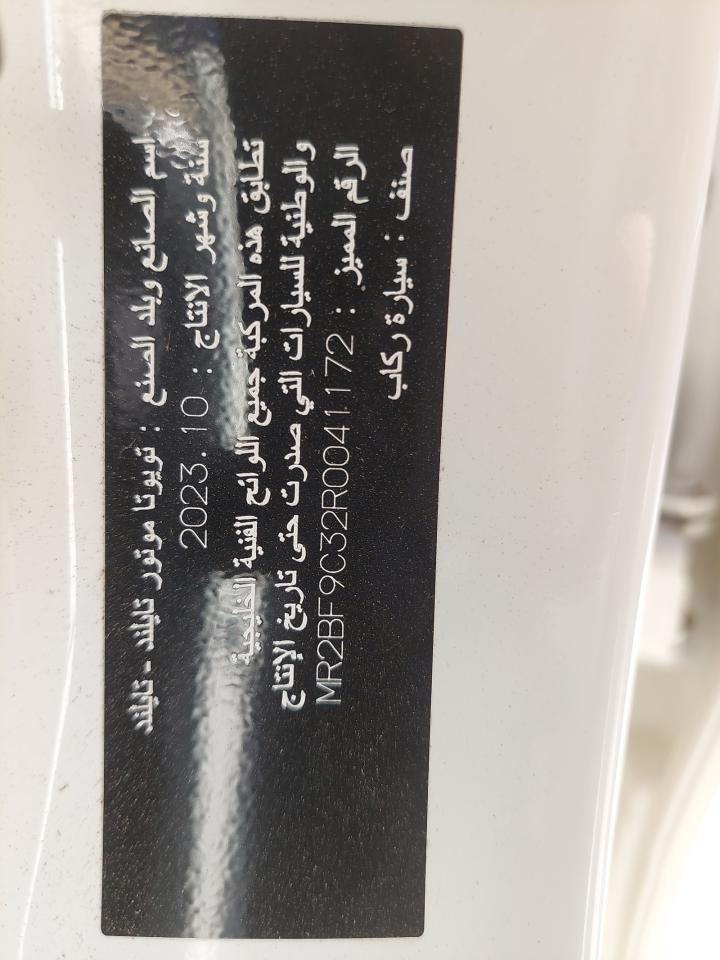 اسم الصانع وبلد الصنع : تويوتا موتور تايلند - تايلند
سنة وشهر الانتاج : 2023.10
تطابق هذه المركبة جميع اللوائح الفنية الخليجية
والوطنية للسيارات التي صدرت حتى تاريخ الإنتاج
الرقم المميز : MR2BF9C32R0041172
صنف : سيارة ركاب